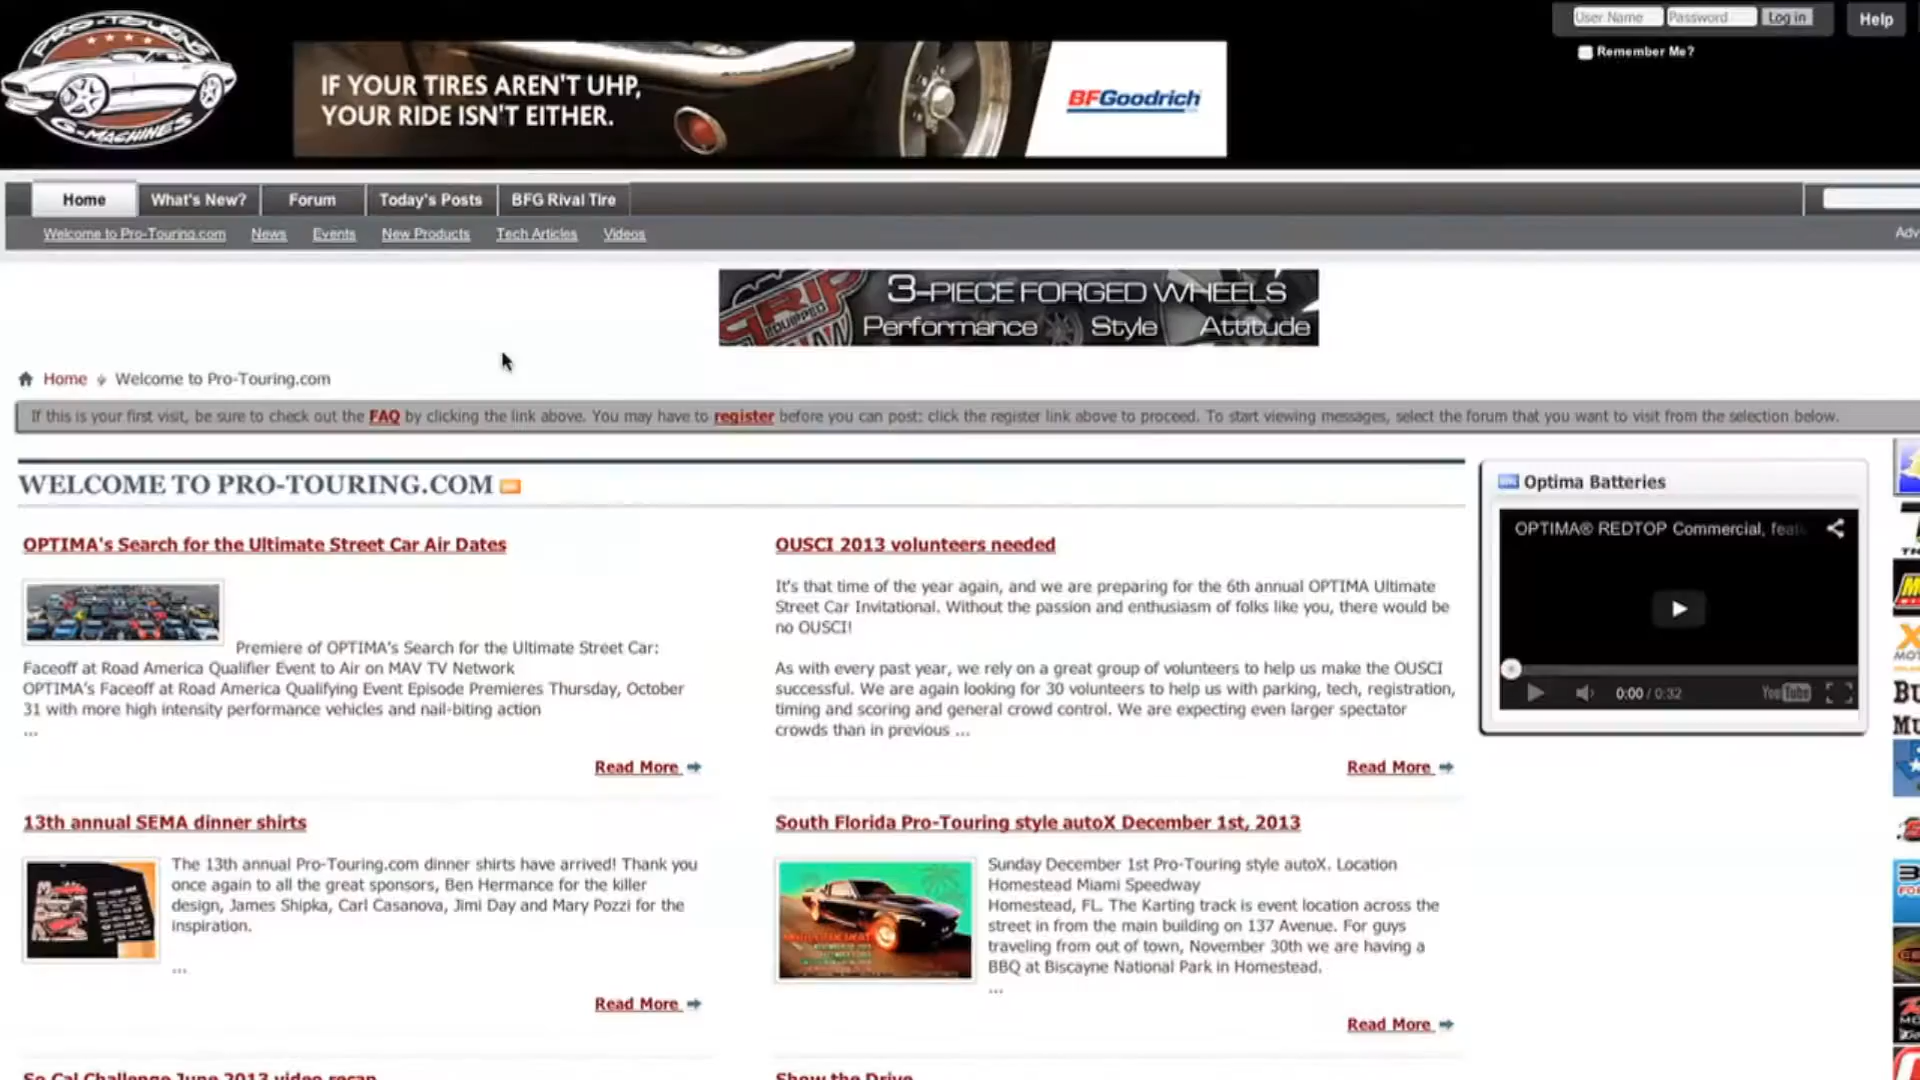 PRO-TOURING
G-MACHINES
IF YOUR TIRES AREN'T UHP,
YOUR RIDE ISN'T EITHER.
BFGoodrich
User Name Password Log in Help
Remember Me?
Home What's New? Forum Today's Posts BFG Rival Tire
Welcome to Pro-Touring.com News Events New Products Tech Articles Videos
GRIP EQUIPPED
3-PIECE FORGED WHEELS
Performance Style Attitude
Home Welcome to Pro-Touring.com
If this is your first visit, be sure to check out the FAQ by clicking the link above. You may have to register before you can post: click the register link above to proceed. To start viewing messages, select the forum that you want to visit from the selection below.
WELCOME TO PRO-TOURING.COM
OPTIMA's Search for the Ultimate Street Car Air Dates
Premiere of OPTIMA's Search for the Ultimate Street Car:
Faceoff at Road America Qualifier Event to Air on MAV TV Network
OPTIMA's Faceoff at Road America Qualifying Event Episode Premieres Thursday, October
31 with more high intensity performance vehicles and nail-biting action
...
Read More
OUSCI 2013 volunteers needed
It's that time of the year again, and we are preparing for the 6th annual OPTIMA Ultimate
Street Car Invitational. Without the passion and enthusiasm of folks like you, there would be
no OUSCI!
As with every past year, we rely on a great group of volunteers to help us make the OUSCI
successful. We are again looking for 30 volunteers to help us with parking, tech, registration,
timing and scoring and general crowd control. We are expecting even larger spectator
crowds than in previous ...
Read More
Optima Batteries
OPTIMA® REDTOP Commercial, feat
0:00 / 0:32 YouTube
13th annual SEMA dinner shirts
The 13th annual Pro-Touring.com dinner shirts have arrived! Thank you
once again to all the great sponsors, Ben Hermance for the killer
design, James Shipka, Carl Casanova, Jimi Day and Mary Pozzi for the
inspiration.
...
Read More
South Florida Pro-Touring style autoX December 1st, 2013
Sunday December 1st Pro-Touring style autoX. Location
Homestead Miami Speedway
Homestead, FL. The Karting track is event location across the
street in from the main building on 137 Avenue. For guys
traveling from out of town, November 30th we are having a
BBQ at Biscayne National Park in Homestead.
...
Read More
So Cal Challenge June 2013 video recap
Show the Drive